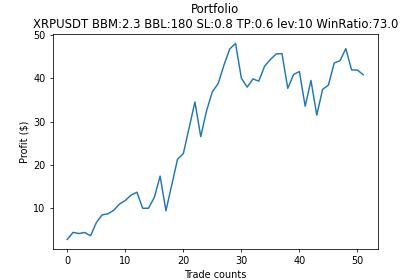 Portfolio
XRPUSDT BBM:2.3 BBL:180 SL:0.8 TP:0.6 lev:10 WinRatio:73.0
50
40
30
20
10
Profit ($)
0
10
20
30
40
50
Trade counts